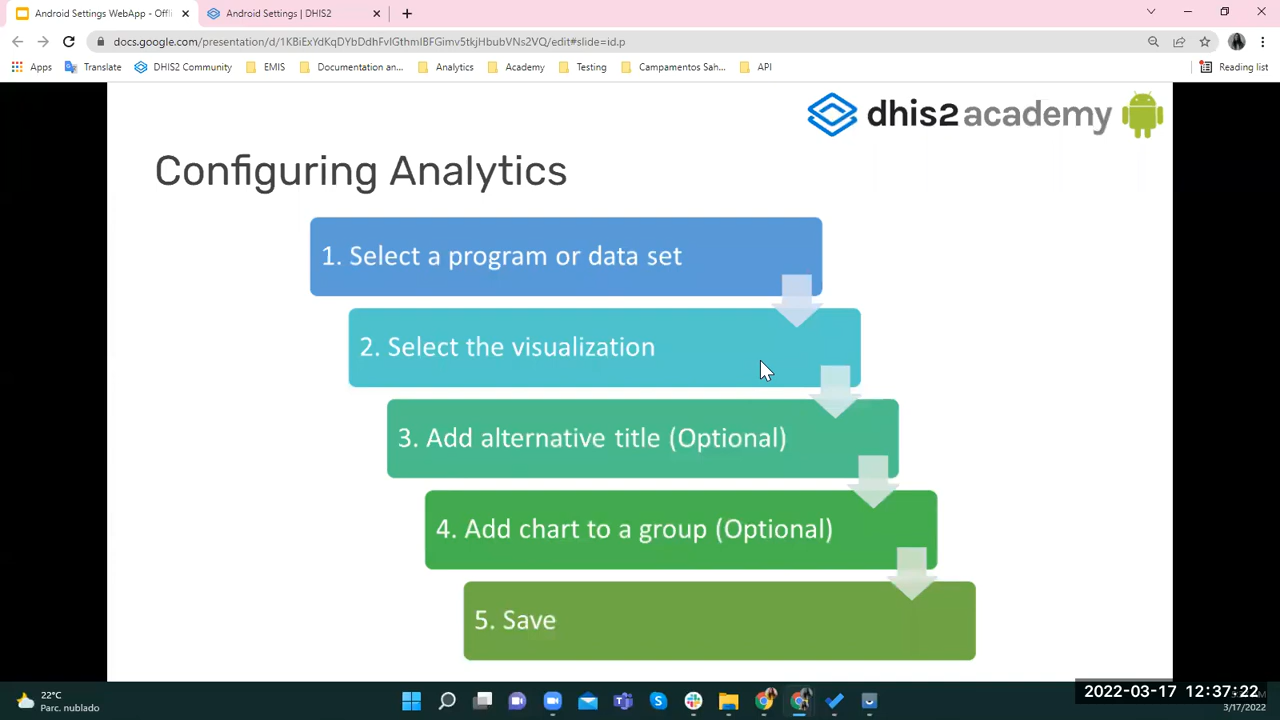 Android Settings WebApp - Offli
Android Settings | DHIS2
docs.google.com/presentation/d/1KBiExYdKqDYbDdhFvIGthmIBFGimv5tkjHbubVNs2VQ/edit#slide=id.p
Apps
Translate
DHIS2 Community
EMIS
Documentation an...
Analytics
Academy
Testing
Campamentos Sah...
API
Reading list
dhis2 academy
Configuring Analytics
1. Select a program or data set
2. Select the visualization
3. Add alternative title (Optional)
4. Add chart to a group (Optional)
5. Save
22°C
Parc. nublado
2022-03-17 12:37:22
3/17/2022